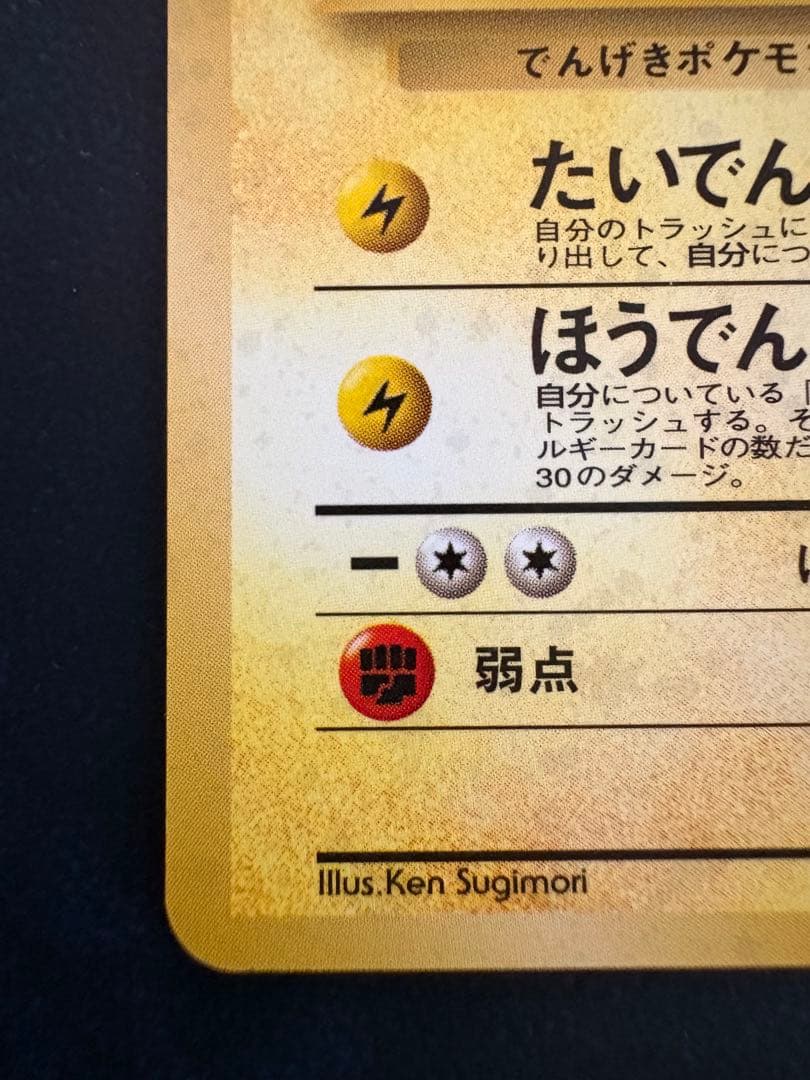 でんげきポケモ
たいでん
自分のトラッシュに
り出して、自分につ
ほうでん
自分についている「
トラッシュする。そ
ルギーカードの数だ
30のダメージ。
弱点
Illus.Ken Sugimori